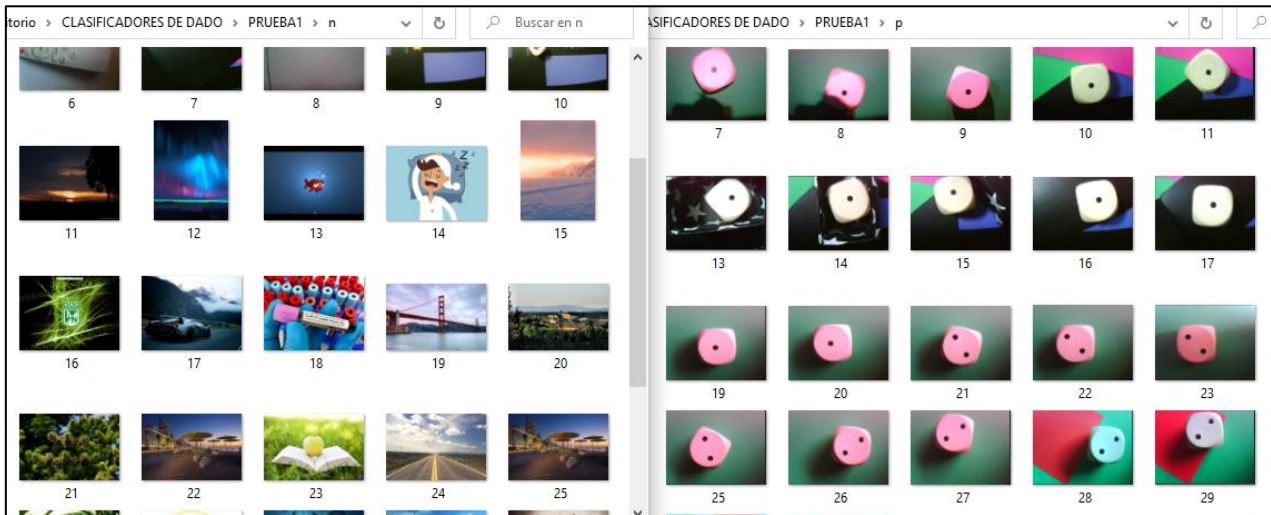 itorio > CLASIFICADORES DE DADO > PRUEBA1 > n
Buscar en n
6 7 8 9 10
11 12 13 14 15
16 17 18 19 20
21 22 23 24 25
ASIFICADORES DE DADO > PRUEBA1 > p
7 8 9 10 11
13 14 15 16 17
19 20 21 22 23
25 26 27 28 29